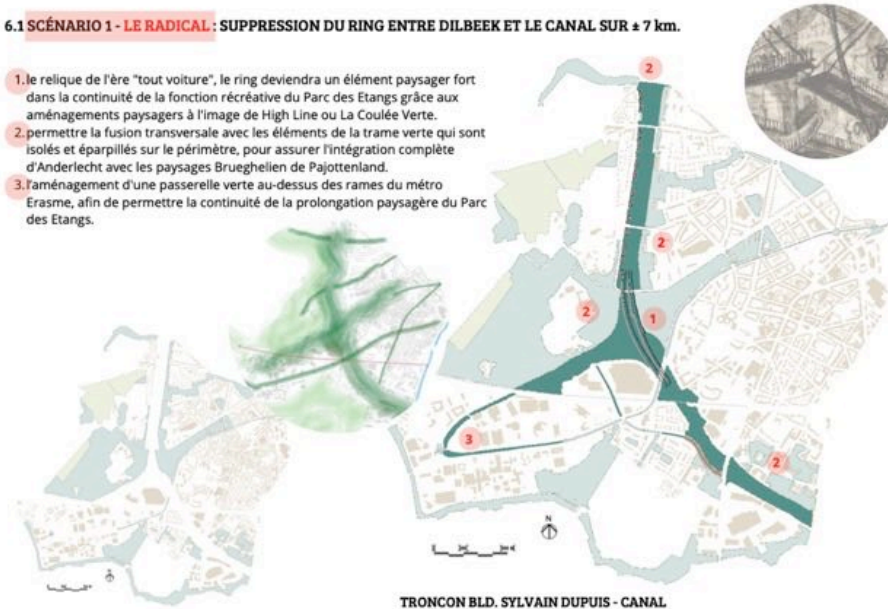 6.1 SCÉNARIO 1 - LE RADICAL : SUPPRESSION DU RING ENTRE DILBEEK ET LE CANAL SUR ± 7 km.
1. le relique de l'ère "tout voiture", le ring deviendra un élément paysager fort
dans la continuité de la fonction récréative du Parc des Etangs grâce aux
aménagements paysagers à l'image de High Line ou La Coulée Verte.
2. permettre la fusion transversale avec les éléments de la trame verte qui sont
isolés et éparpillés sur le périmètre, pour assurer l'intégration complète
d'Anderlecht avec les paysages Brueghelien de Pajottenland.
3. l'aménagement d'une passerelle verte au-dessus des rames du métro
Erasme, afin de permettre la continuité de la prolongation paysagère du Parc
des Etangs.
2
2
2
1
3
2
N
TRONCON BLD. SYLVAIN DUPUIS - CANAL